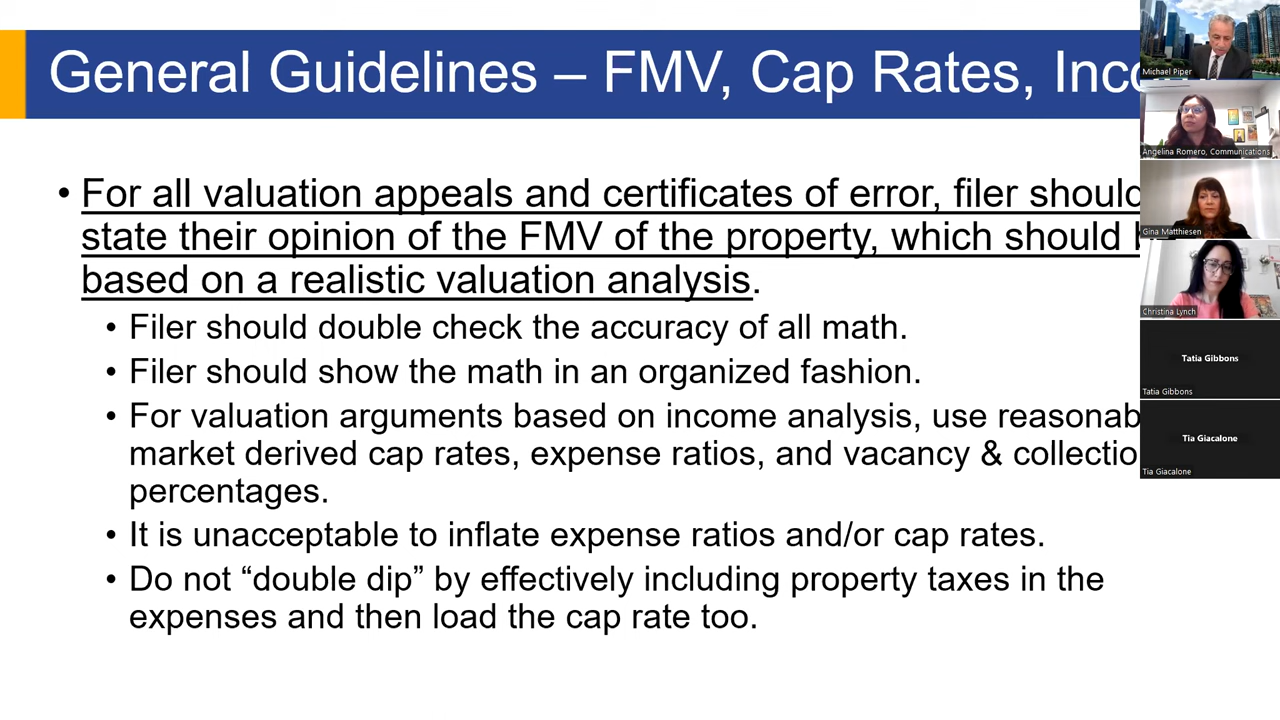 General Guidelines – FMV, Cap Rates,
• For all valuation appeals and certificates of error, filer should
state their opinion of the FMV of the property, which should
based on a realistic valuation analysis.
• Filer should double check the accuracy of all math.
• Filer should show the math in an organized fashion.
• For valuation arguments based on income analysis, use
market derived cap rates, expense ratios, and vacancy &
percentages.
• It is unacceptable to inflate expense ratios and/or cap rates.
• Do not “double dip” by effectively including property taxes in the
expenses and then load the cap rate too.
Michael Piper
Angelina Romero, Communications
Gina Matthiesen
Christina Lynch
Tatia Gibbons
Tatia Gibbons
Tia Giacalone
Tia Giacalone